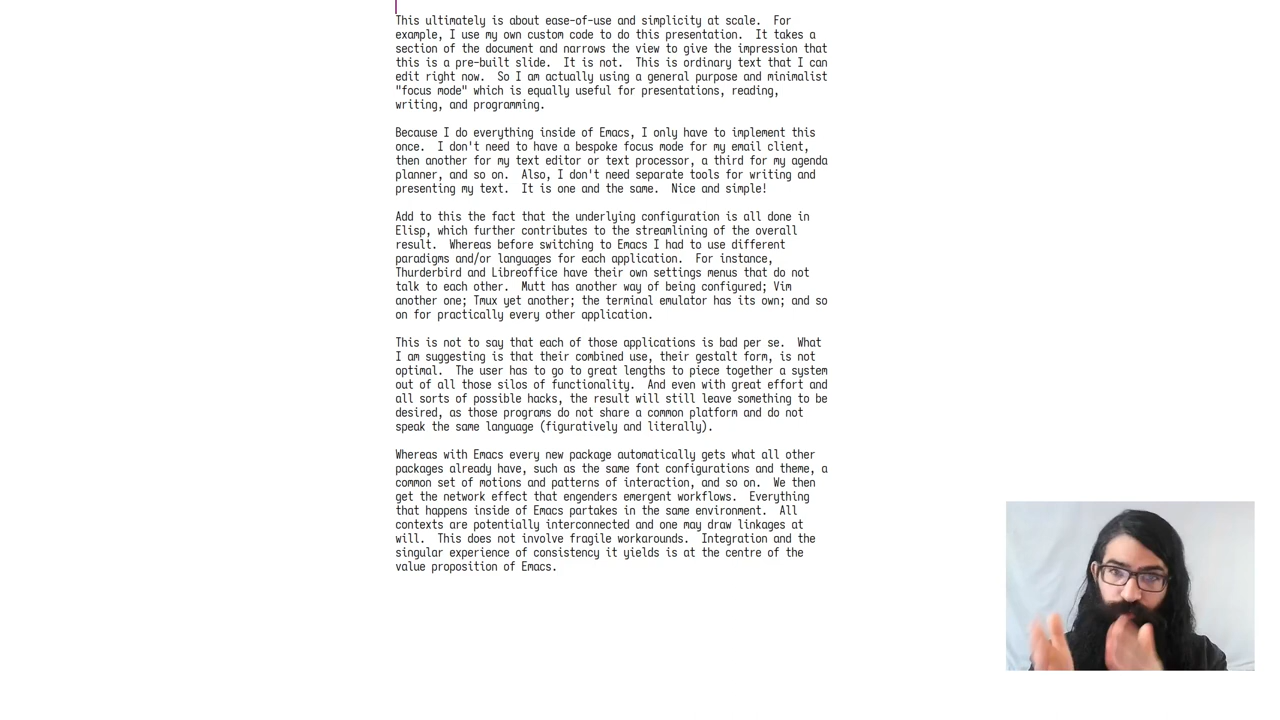 This ultimately is about ease-of-use and simplicity at scale.  For
example, I use my own custom code to do this presentation.  It takes a
section of the document and narrows the view to give the impression that
this is a pre-built slide.  It is not.  This is ordinary text that I can
edit right now.  So I am actually using a general purpose and minimalist
"focus mode" which is equally useful for presentations, reading,
writing, and programming.

Because I do everything inside of Emacs, I only have to implement this
once.  I don't need to have a bespoke focus mode for my email client,
then another for my text editor or text processor, a third for my agenda
planner, and so on.  Also, I don't need separate tools for writing and
presenting my text.  It is one and the same.  Nice and simple!

Add to this the fact that the underlying configuration is all done in
Elisp, which further contributes to the streamlining of the overall
result.  Whereas before switching to Emacs I had to use different
paradigms and/or languages for each application.  For instance,
Thurderbird and Libreoffice have their own settings menus that do not
talk to each other.  Mutt has another way of being configured; Vim
another one; Tmux yet another; the terminal emulator has its own; and so
on for practically every other application.

This is not to say that each of those applications is bad per se.  What
I am suggesting is that their combined use, their gestalt form, is not
optimal.  The user has to go to great lengths to piece together a system
out of all those silos of functionality.  And even with great effort and
all sorts of possible hacks, the result will still leave something to be
desired, as those programs do not share a common platform and do not
speak the same language (figuratively and literally).

Whereas with Emacs every new package automatically gets what all other
packages already have, such as the same font configurations and theme, a
common set of motions and patterns of interaction, and so on.  We then
get the network effect that engenders emergent workflows.  Everything
that happens inside of Emacs partakes in the same environment.  All
contexts are potentially interconnected and one may draw linkages at
will.  This does not involve fragile workarounds.  Integration and the
singular experience of consistency it yields is at the centre of the
value proposition of Emacs.